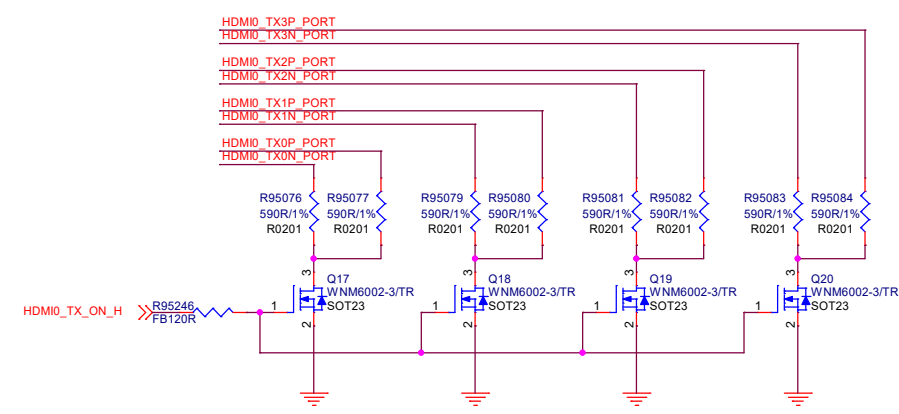 HDMI0_TX3P_PORT
HDMI0_TX3N_PORT
HDMI0_TX2P_PORT
HDMI0_TX2N_PORT
HDMI0_TX1P_PORT
HDMI0_TX1N_PORT
HDMI0_TX0P_PORT
HDMI0_TX0N_PORT
R95076 R95077 R95079 R95080 R95081 R95082 R95083 R95084
590R/1% 590R/1% 590R/1% 590R/1% 590R/1% 590R/1% 590R/1% 590R/1%
R0201 R0201 R0201 R0201 R0201 R0201 R0201 R0201
3 Q17 3 Q18 3 Q19 3 Q20
WNM6002-3/TR WNM6002-3/TR WNM6002-3/TR WNM6002-3/TR
HDMI0_TX_ON_H R95246 1 SOT23 1 SOT23 1 SOT23 1 SOT23
FB120R 2 2 2 2